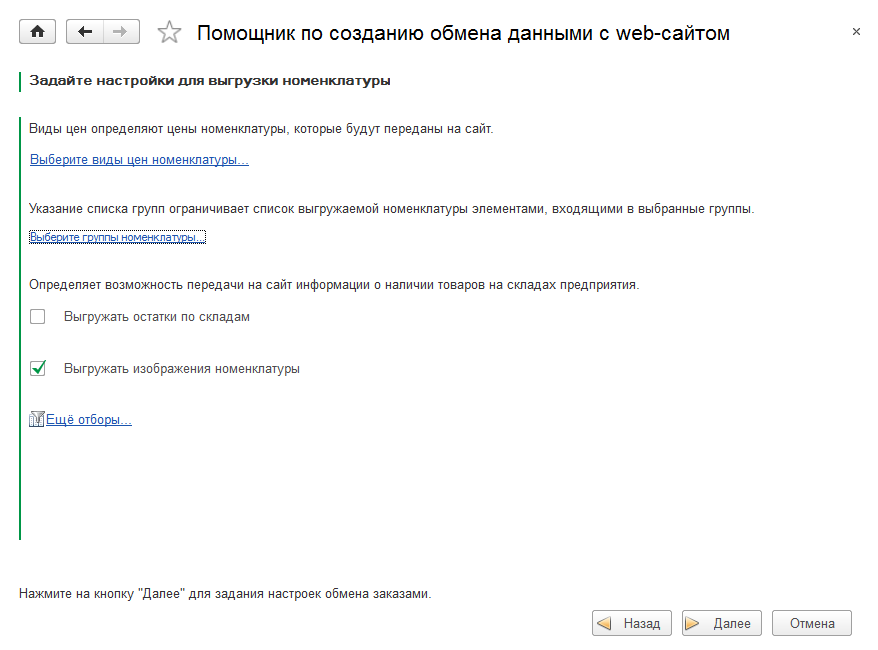 Помощник по созданию обмена данными с web-сайтом
Задайте настройки для выгрузки номенклатуры
Виды цен определяют цены номенклатуры, которые будут переданы на сайт.
Выберите виды цен номенклатуры...
Указание списка групп ограничивает список выгружаемой номенклатуры элементами, входящими в выбранные группы.
Выберите группы номенклатуры...
Определяет возможность передачи на сайт информации о наличии товаров на складах предприятия.
Выгружать остатки по складам
Выгружать изображения номенклатуры
Ещё отборы...
Нажмите на кнопку "Далее" для задания настроек обмена заказами.
Назад Далее Отмена